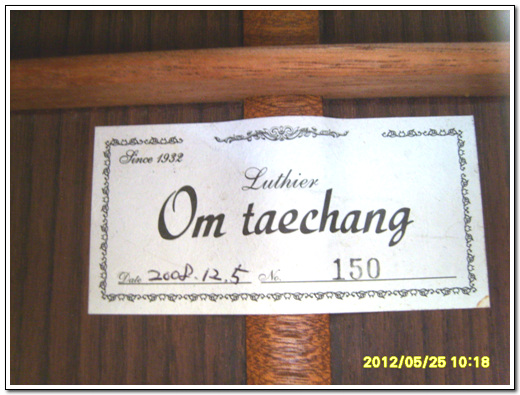 Since 1932
Luthier
Om taechang
Date 2008.12.5 No. 150
2012/05/25 10:18